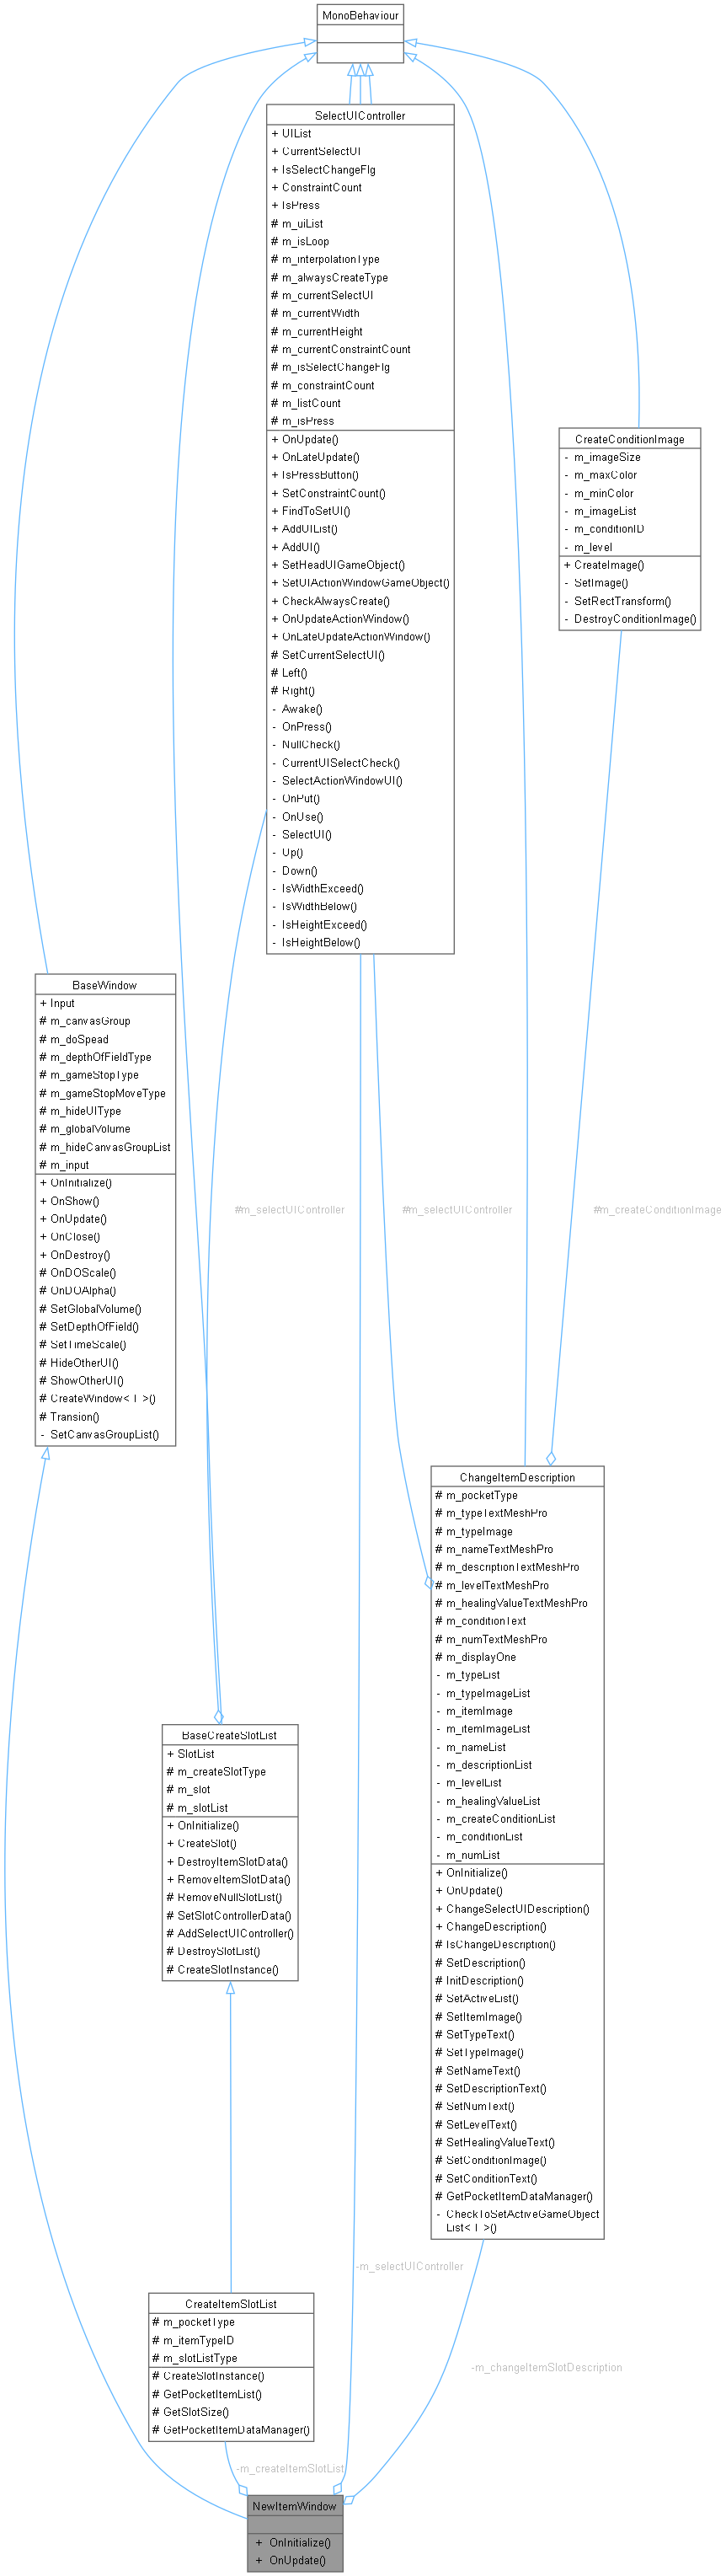 MonoBehaviour
SelectUIController
+ UIList
+ CurrentSelectUI
+ IsSelectChangeFlg
+ ConstraintCount
+ IsPress
# m_uiList
# m_isLoop
# m_interpolationType
# m_alwaysCreateType
# m_currentSelectUI
# m_currentWidth
# m_currentHeight
# m_currentConstraintCount
# m_isSelectChangeFlg
# m_constraintCount
# m_listCount
# m_isPress
+ OnUpdate()
+ OnLateUpdate()
+ IsPressButton()
+ SetConstraintCount()
+ FindToSetUI()
+ AddUIList()
+ AddUI()
+ SetHeadUIGameObject()
+ SetUIActionWindowGameObject()
+ CheckAlwaysCreate()
+ OnUpdateActionWindow()
+ OnLateUpdateActionWindow()
# SetCurrentSelectUI()
# Left()
# Right()
- Awake()
- OnPress()
- NullCheck()
- CurrentUISelectCheck()
- SelectActionWindowUI()
- OnPut()
- OnUse()
- SelectUI()
- Up()
- Down()
- IsWidthExceed()
- IsWidthBelow()
- IsHeightExceed()
- IsHeightBelow()
CreateConditionImage
- m_imageSize
- m_maxColor
- m_minColor
- m_imageList
- m_conditionID
- m_level
+ CreateImage()
- SetImage()
- SetRectTransform()
- DestroyConditionImage()
BaseWindow
+ Input
# m_canvasGroup
# m_doSpead
# m_depthOfFieldType
# m_gameStopType
# m_gameStopMoveType
# m_hideUIType
# m_globalVolume
# m_hideCanvasGroupList
# m_input
+ OnInitialize()
+ OnShow()
+ OnUpdate()
+ OnClose()
+ OnDestroy()
# OnDOScale()
# OnDOAlpha()
# SetGlobalVolume()
# SetDepthOfField()
# SetTimeScale()
# HideOtherUI()
# ShowOtherUI()
# CreateWindow< T >()
# Transion()
- SetCanvasGroupList()
#m_selectUIController
#m_selectUIController
#m_createConditionImage
ChangeItemDescription
# m_pocketType
# m_typeTextMeshPro
# m_typeImage
# m_nameTextMeshPro
# m_descriptionTextMeshPro
# m_levelTextMeshPro
# m_healingValueTextMeshPro
# m_conditionText
# m_numTextMeshPro
# m_displayOne
- m_typeList
- m_typeImageList
- m_itemImage
- m_itemImageList
- m_nameList
- m_descriptionList
- m_levelList
- m_healingValueList
- m_createConditionList
- m_conditionList
- m_numList
+ OnInitialize()
+ OnUpdate()
+ ChangeSelectUIDescription()
+ ChangeDescription()
# IsChangeDescription()
# SetDescription()
# InitDescription()
# SetActiveList()
# SetItemImage()
# SetTypeText()
# SetTypeImage()
# SetNameText()
# SetDescriptionText()
# SetNumText()
# SetLevelText()
# SetHealingValueText()
# SetConditionImage()
# SetConditionText()
# GetPocketItemDataManager()
- CheckToSetActiveGameObject
List< T >()
BaseCreateSlotList
+ SlotList
# m_createSlotType
# m_slot
# m_slotList
+ OnInitialize()
+ CreateSlot()
+ DestroyItemSlotData()
+ RemoveItemSlotData()
# RemoveNullSlotList()
# SetSlotControllerData()
# AddSelectUIController()
# DestroySlotList()
# CreateSlotInstance()
-m_selectUIController
CreateItemSlotList
# m_pocketType
# m_itemTypeID
# m_slotListType
# CreateSlotInstance()
# GetPocketItemList()
# GetSlotSize()
# GetPocketItemDataManager()
-m_changeItemSlotDescription
-m_createItemSlotList
NewItemWindow
+ OnInitialize()
+ OnUpdate()